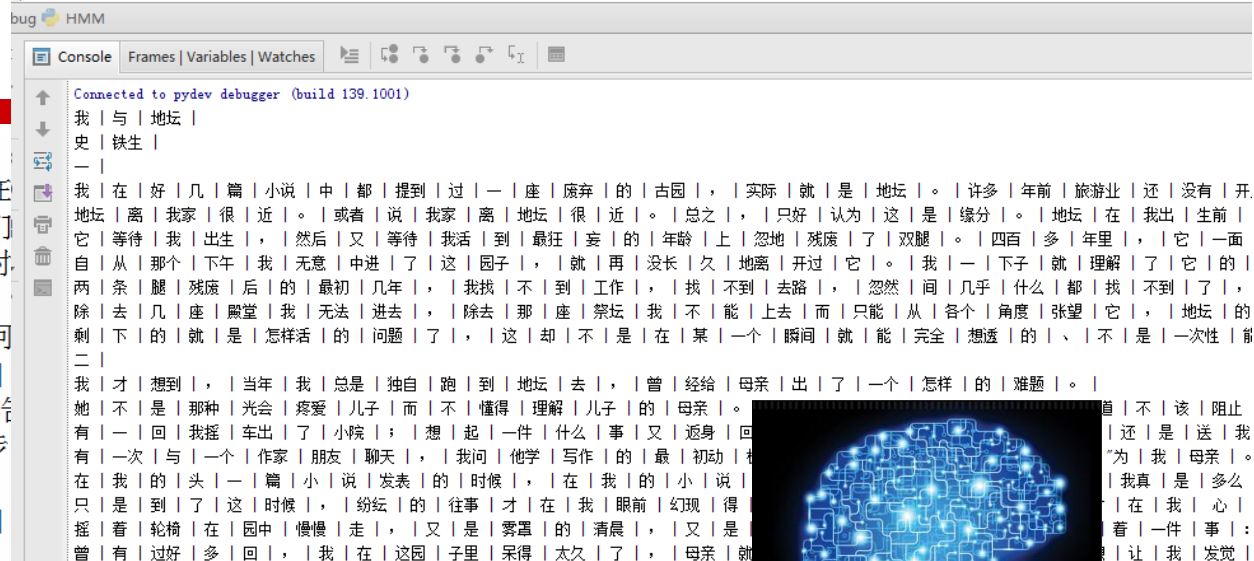 bug HMM
Console Frames | Variables | Watches
Connected to pydev debugger (build 139.1001)
我 | 与 | 地坛 |
史 | 铁生 |
一 |
我 | 在 | 好 | 几 | 篇 | 小说 | 中 | 都 | 提到 | 过 | 一 | 座 | 废弃 | 的 | 古园 | , | 实际 | 就 | 是 | 地坛 | 。 | 许多 | 年前 | 旅游业 | 还 | 没有 | 开
地坛 | 离 | 我家 | 很 | 近 | 。 | 或者 | 说 | 我家 | 离 | 地坛 | 很 | 近 | 。 | 总之 | , | 只好 | 认为 | 这 | 是 | 缘分 | 。 | 地坛 | 在 | 我出 | 生前 |
它 | 等待 | 我 | 出生 | , | 然后 | 又 | 等待 | 我活 | 到 | 最狂 | 妄 | 的 | 年龄 | 上 | 忽地 | 残废 | 了 | 双腿 | 。 | 四百 | 多 | 年里 | , | 它 | 一面
自 | 从 | 那个 | 下午 | 我 | 无意 | 中进 | 了 | 这 | 园子 | , | 就 | 再 | 没长 | 久 | 地离 | 开过 | 它 | 。 | 我 | 一 | 下子 | 就 | 理解 | 了 | 它 | 的 |
两 | 条 | 腿 | 残废 | 后 | 的 | 最初 | 几年 | , | 我找 | 不 | 到 | 工作 | , | 找 | 不到 | 去路 | , | 忽然 | 间 | 几乎 | 什么 | 都 | 找 | 不到 | 了 | ,
除 | 去 | 几 | 座 | 殿堂 | 我 | 无法 | 进去 | , | 除去 | 那 | 座 | 祭坛 | 我 | 不 | 能 | 上去 | 而 | 只能 | 从 | 各个 | 角度 | 张望 | 它 | , | 地坛 | 的
剩 | 下 | 的 | 就 | 是 | 怎样活 | 的 | 问题 | 了 | , | 这 | 却 | 不 | 是 | 在 | 某 | 一个 | 瞬间 | 就 | 能 | 完全 | 想透 | 的 | 、 | 不 | 是 | 一次性 | 能
二 |
我 | 才 | 想到 | , | 当年 | 我 | 总是 | 独自 | 跑 | 到 | 地坛 | 去 | , | 曾 | 经给 | 母亲 | 出 | 了 | 一个 | 怎样 | 的 | 难题 | 。 |
她 | 不 | 是 | 那种 | 光会 | 疼爱 | 儿子 | 而 | 不 | 懂得 | 理解 | 儿子 | 的 | 母亲 | 。 道 | 不 | 该 | 阻止
有 | 一 | 回 | 我摇 | 车出 | 了 | 小院 | ; | 想 | 起 | 一件 | 什么 | 事 | 又 | 返身 | 回 | 还 | 是 | 送 | 我
有 | 一次 | 与 | 一个 | 作家 | 朋友 | 聊天 | , | 我问 | 他学 | 写作 | 的 | 最 | 初动 | "为 | 我 | 母亲 | 。
在 | 我 | 的 | 头 | 一 | 篇 | 小 | 说 | 发表 | 的 | 时候 | , | 在 | 我 | 的 | 小 | 说 | | 我真 | 是 | 多么
只 | 是 | 到 | 了 | 这 | 时候 | , | 纷纭 | 的 | 往事 | 才 | 在 | 我 | 眼前 | 幻现 | 得 | | 在 | 我 | 心 |
摇 | 着 | 轮椅 | 在 | 园中 | 慢慢 | 走 | , | 又 | 是 | 雾罩 | 的 | 清晨 | , | 又 | 是 | 着 | 一件 | 事 | :
曾 | 有 | 过好 | 多 | 回 | , | 我 | 在 | 这园 | 子里 | 呆得 | 太久 | 了 | , | 母亲 | 就 | 让 | 我 | 发觉 |